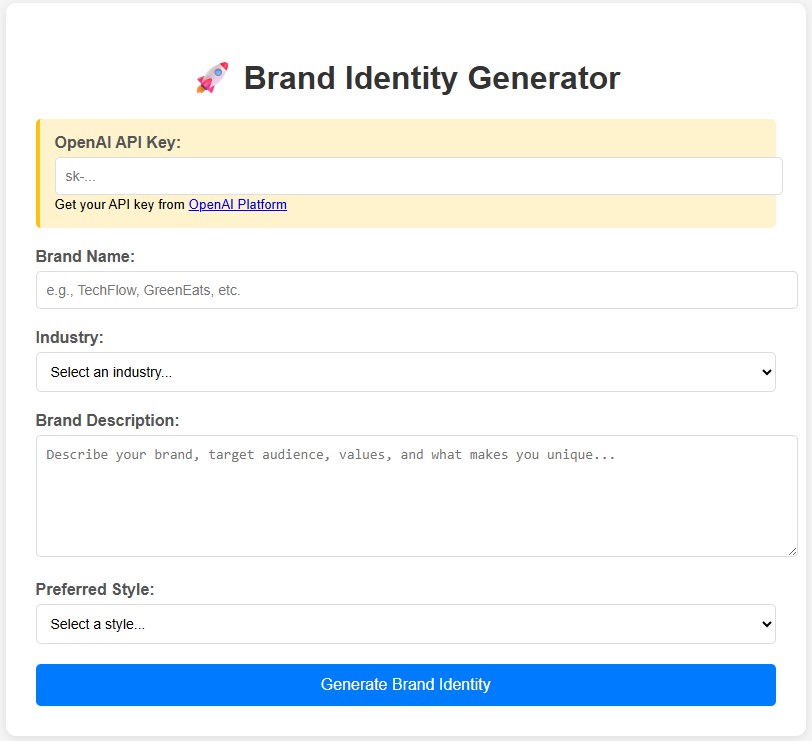 🚀 Brand Identity Generator
OpenAI API Key:
sk-...
Get your API key from OpenAI Platform
Brand Name:
e.g., TechFlow, GreenEats, etc.
Industry:
Select an industry...
Brand Description:
Describe your brand, target audience, values, and what makes you unique...
Preferred Style:
Select a style...
Generate Brand Identity